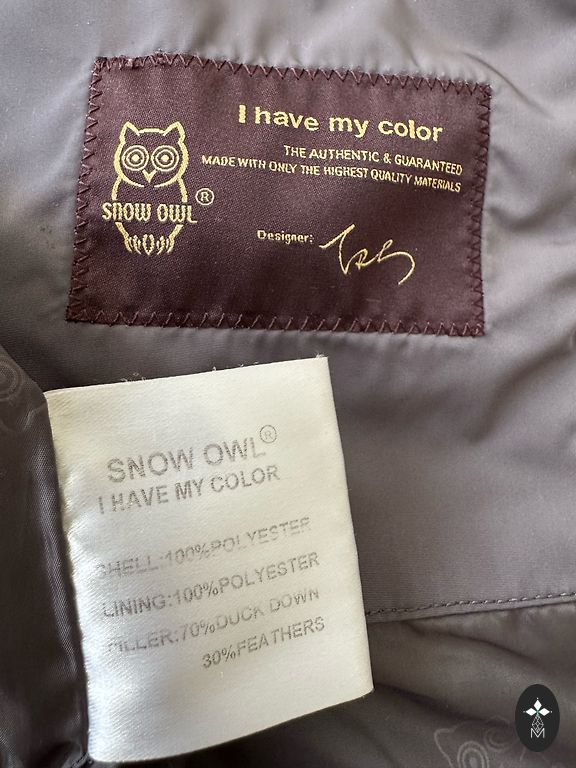 I have my color
THE AUTHENTIC & GUARANTEED
MADE WITH ONLY THE HIGHEST QUALITY MATERIALS
SNOW OWL®
Designer:
SNOW OWL®
I HAVE MY COLOR
SHELL:100%POLYESTER
LINING:100%POLYESTER
FILLER:70%DUCK DOWN
30%FEATHERS
M